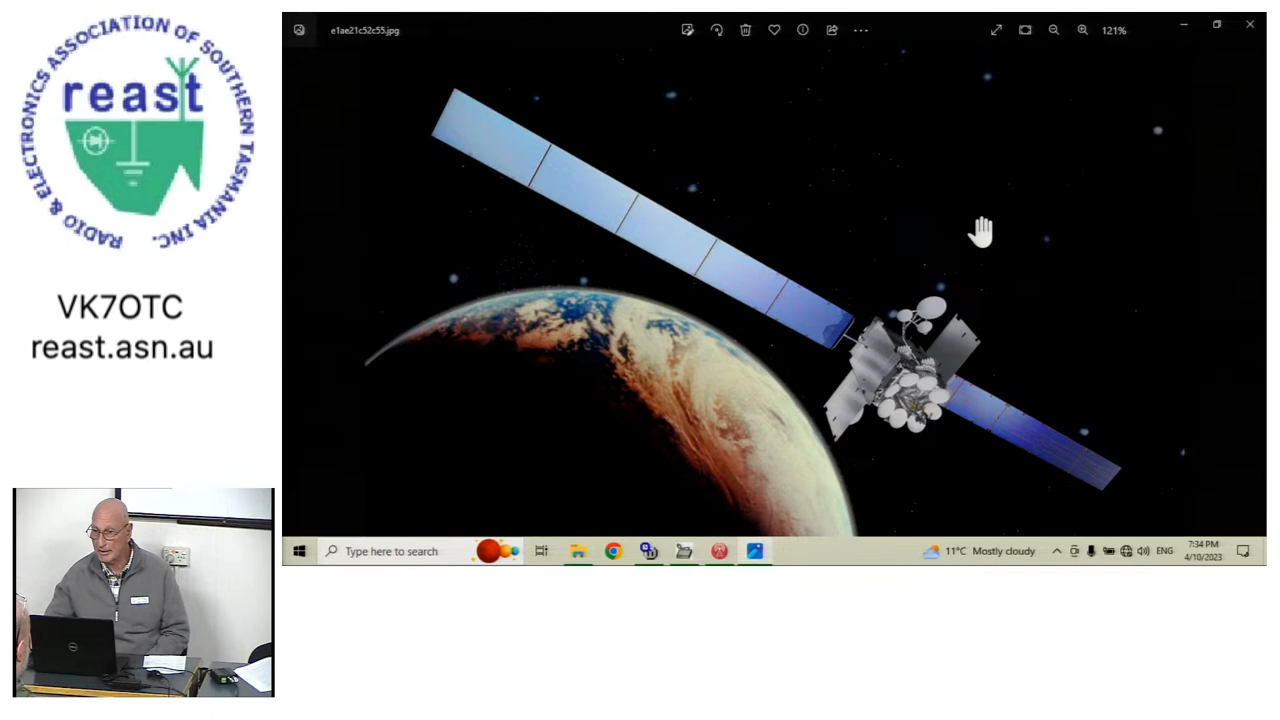 RADIO & ELECTRONICS ASSOCIATION OF SOUTHERN TASMANIA INC.
reast
VK7OTC
reast.asn.au
e1ae21c52c55.jpg
121%
Type here to search
11°C Mostly cloudy
ENG
7:34 PM
4/10/2023